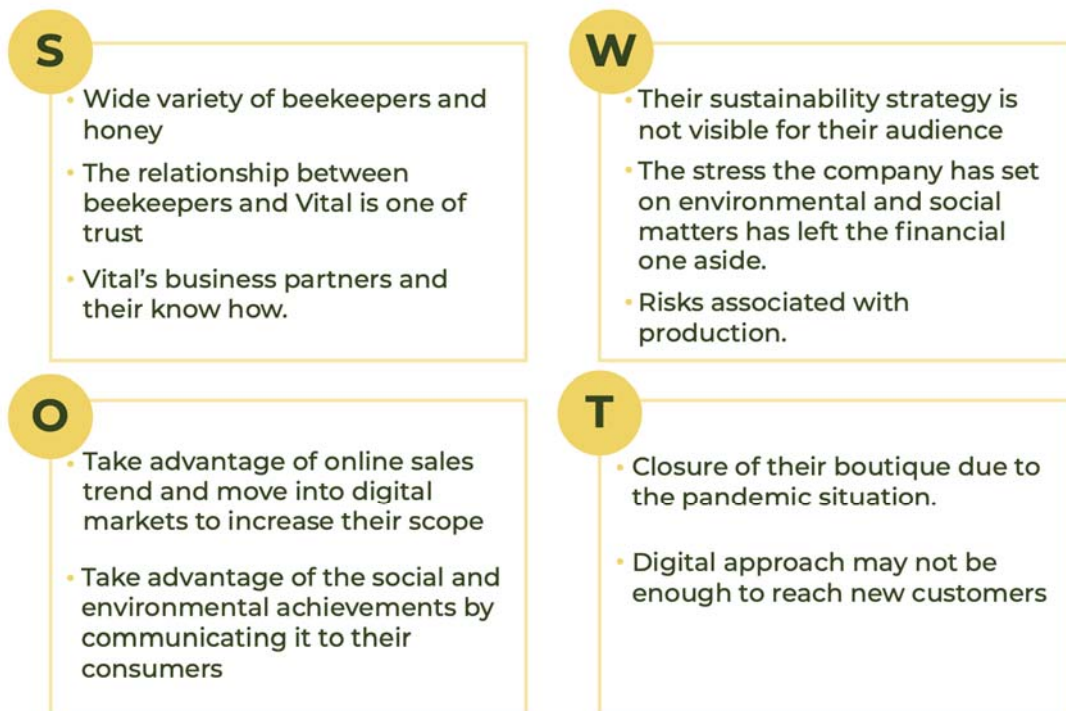 S
• Wide variety of beekeepers and
honey
• The relationship between
beekeepers and Vital is one of
trust
• Vital’s business partners and
their know how.
W
• Their sustainability strategy is
not visible for their audience
• The stress the company has set
on environmental and social
matters has left the financial
one aside.
• Risks associated with
production.
O
• Take advantage of online sales
trend and move into digital
markets to increase their scope
• Take advantage of the social and
environmental achievements by
communicating it to their
consumers
T
• Closure of their boutique due to
the pandemic situation.
• Digital approach may not be
enough to reach new customers